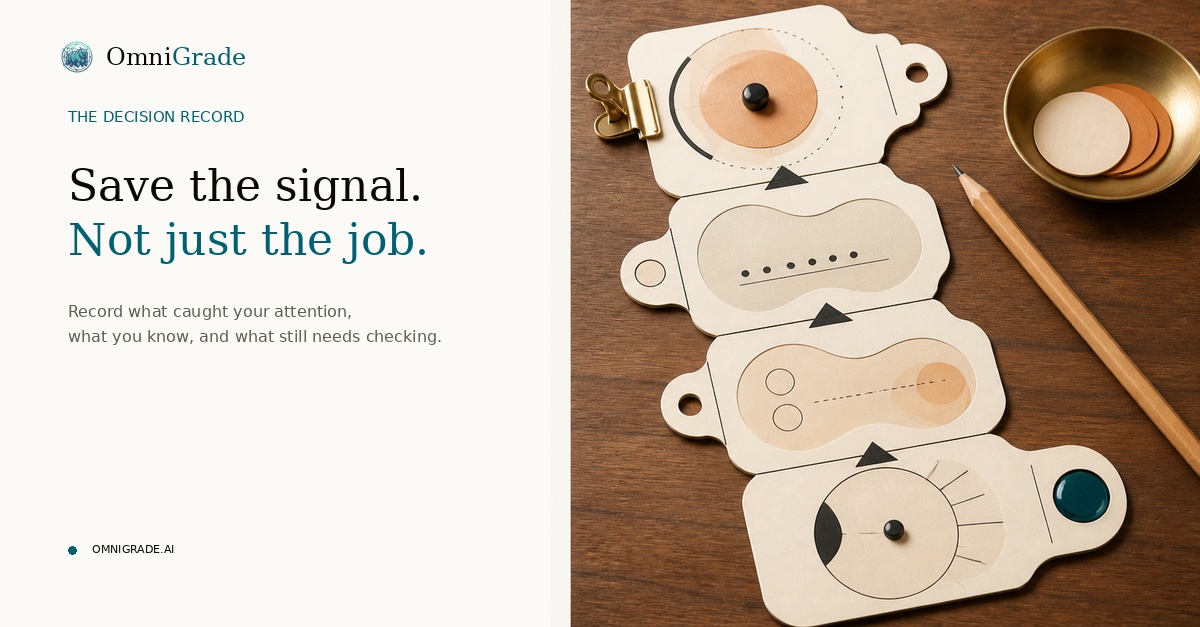 OmniGrade
THE DECISION RECORD
Save the signal.
Not just the job.
Record what caught your attention,
what you know, and what still needs checking.
OMNIGRADE.AI